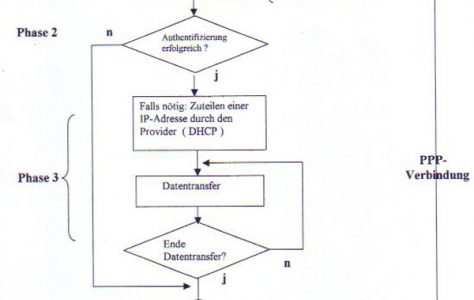 Phase 2
n
Authentifizierung
erfolgreich ?
j
Falls nötig: Zuteilen einer
IP-Adresse durch den
Provider ( DHCP )
Phase 3
Datentransfer
PPP-
Verbindung
Ende
Datentransfer?
j
n